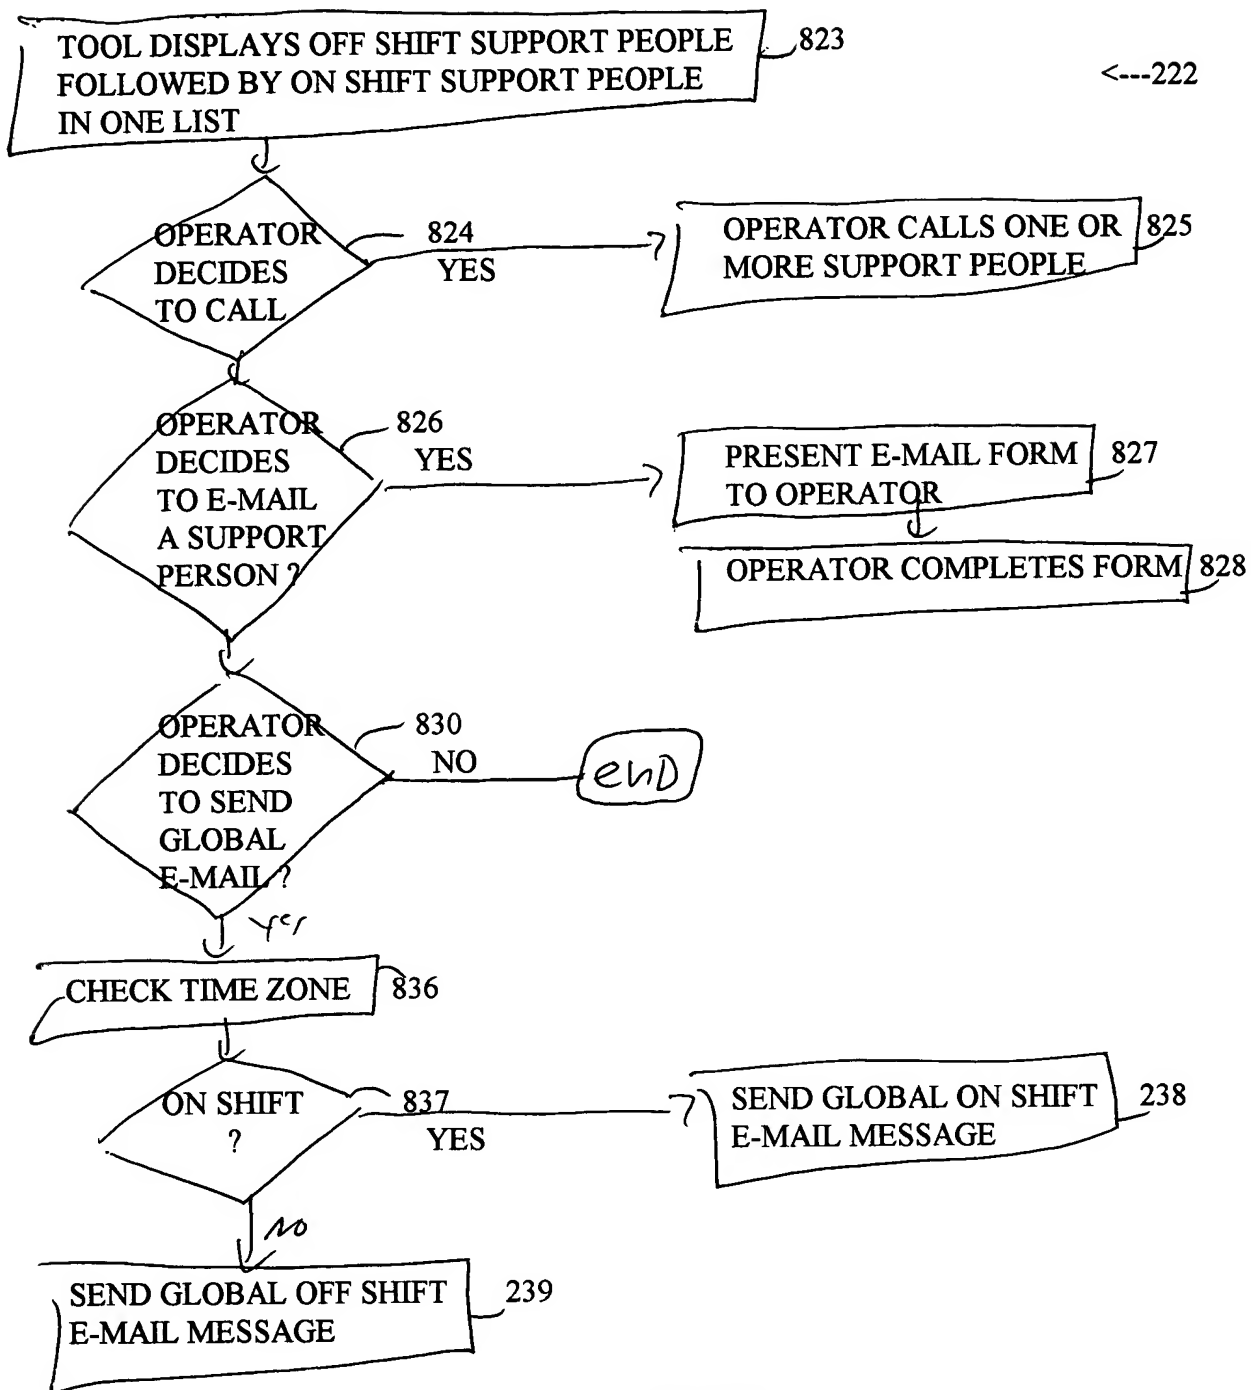 TOOL DISPLAYS OFF SHIFT SUPPORT PEOPLE
FOLLOWED BY ON SHIFT SUPPORT PEOPLE
IN ONE LIST
823
<---222
OPERATOR
DECIDES
TO CALL
824
YES
OPERATOR CALLS ONE OR
MORE SUPPORT PEOPLE
825
OPERATOR
DECIDES
TO E-MAIL
A SUPPORT
PERSON ?
826
YES
PRESENT E-MAIL FORM
TO OPERATOR
827
OPERATOR COMPLETES FORM
828
OPERATOR
DECIDES
TO SEND
GLOBAL
E-MAIL ?
830
NO
enD
Yes
CHECK TIME ZONE
836
ON SHIFT
?
837
YES
SEND GLOBAL ON SHIFT
E-MAIL MESSAGE
238
NO
SEND GLOBAL OFF SHIFT
E-MAIL MESSAGE
239